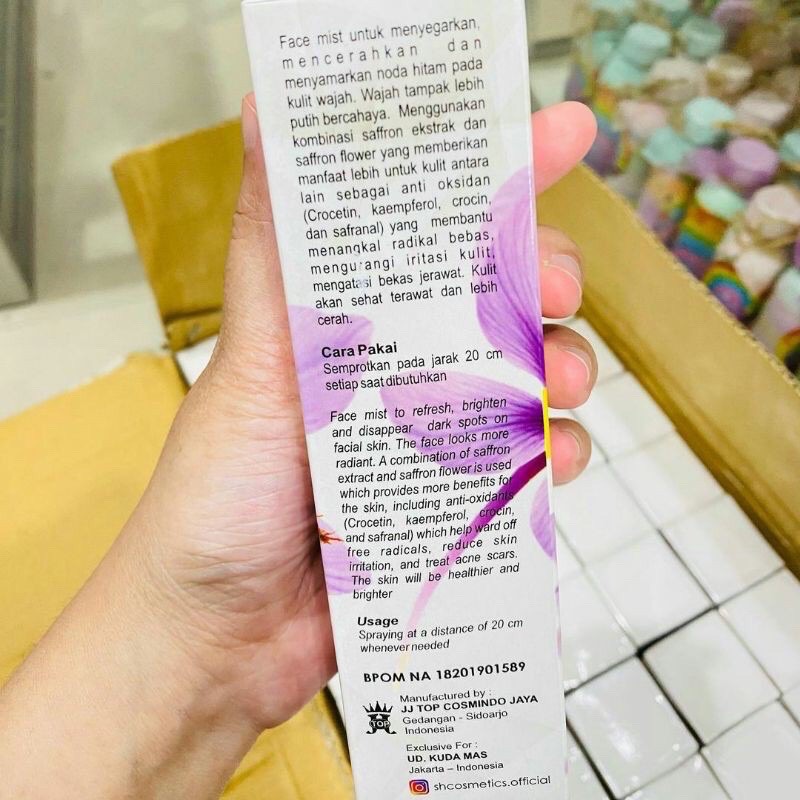 Face mist untuk menyegarkan,
mencerahkan dan
menyamarkan noda hitam pada
kulit wajah. Wajah tampak lebih
putih bercahaya. Menggunakan
kombinasi saffron ekstrak dan
saffron flower yang memberikan
manfaat lebih untuk kulit antara
lain sebagai anti oksidan
(Crocetin, kaempferol, crocin,
dan safranal) yang membantu
menangkal radikal bebas,
mengurangi iritasi kulit,
mengatasi bekas jerawat. Kulit
akan sehat terawat dan lebih
cerah.
Cara Pakai
Semprotkan pada jarak 20 cm
setiap saat dibutuhkan
Face mist to refresh, brighten
and disappear dark spots on
facial skin. The face looks more
radiant. A combination of saffron
extract and saffron flower is used
which provides more benefits for
the skin, including anti-oxidants
(Crocetin, kaempferol, crocin,
and safranal) which help ward off
free radicals, reduce skin
irritation, and treat acne scars.
The skin will be healthier and
brighter
Usage
Spraying at a distance of 20 cm
whenever needed
BPOM NA 18201901589
Manufactured by :
JJ TOP COSMINDO JAYA
Gedangan - Sidoarjo
Indonesia
TOP
Exclusive For :
UD. KUDA MAS
Jakarta – Indonesia
shcosmetics.official